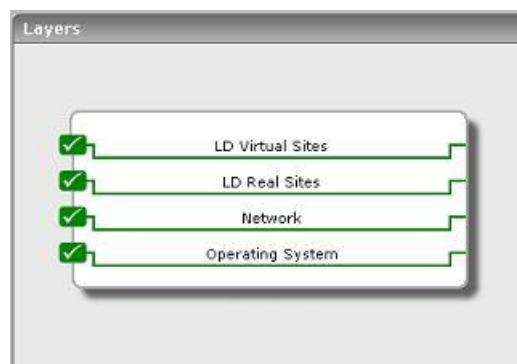 Layers
LD Virtual Sites
LD Real Sites
Network
Operating System